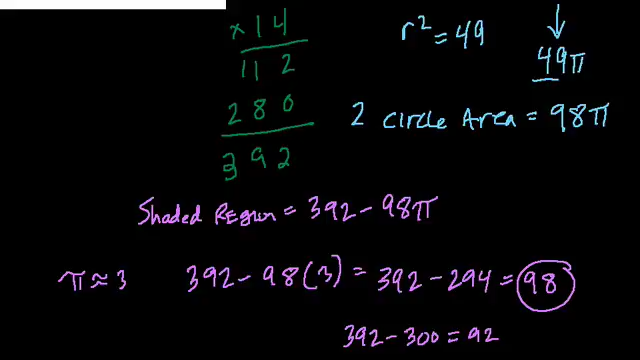 x 14
112
280
392
r² = 49
49π
2 Circle Area = 98π
Shaded Region = 392 - 98π
π ≈ 3 392 - 98(3) = 392 - 294 = 98
392 - 300 = 92